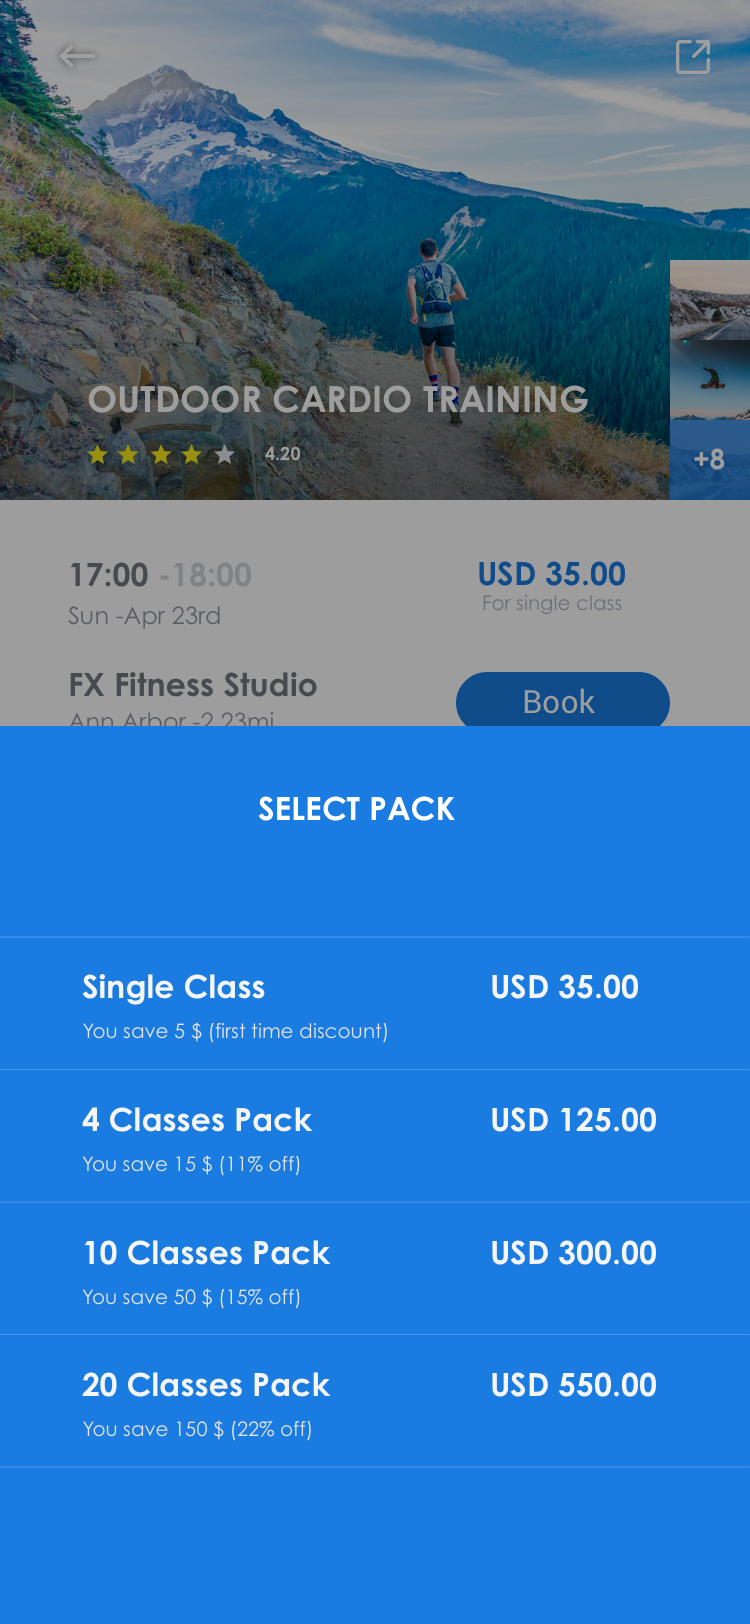 OUTDOOR CARDIO TRAINING
4.20
+8
17:00 -18:00
USD 35.00
Sun -Apr 23rd
For single class
FX Fitness Studio
Book
Ann Arbor -2.23mi
SELECT PACK
Single Class
USD 35.00
You save 5 $ (first time discount)
4 Classes Pack
USD 125.00
You save 15 $ (11% off)
10 Classes Pack
USD 300.00
You save 50 $ (15% off)
20 Classes Pack
USD 550.00
You save 150 $ (22% off)